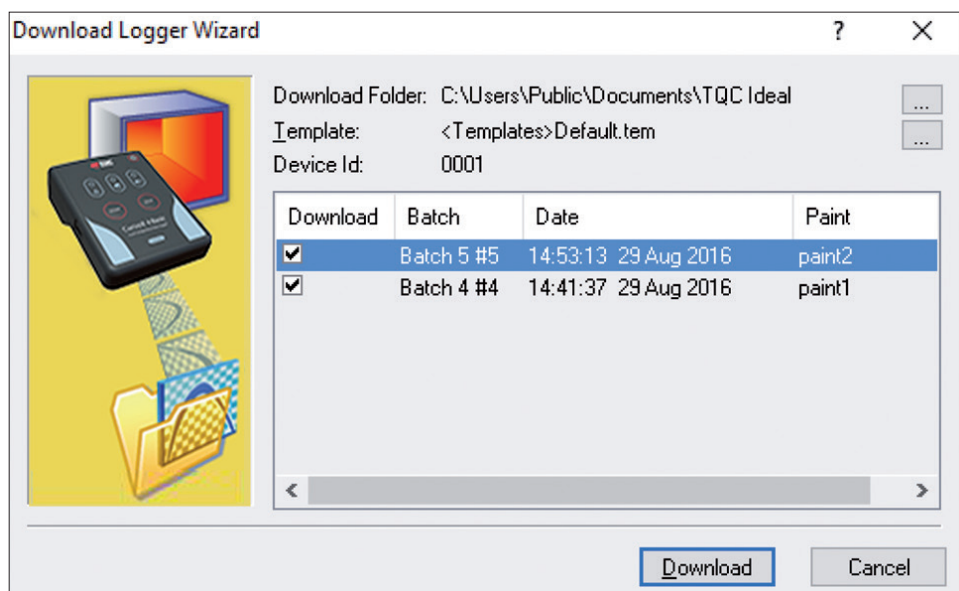 Download Logger Wizard ? X
Download Folder: C:\Users\Public\Documents\TQC Ideal ...
Template: <Templates>Default.tem ...
Device Id: 0001
Download Batch Date Paint
Batch 5 #5 14:53:13 29 Aug 2016 paint2
Batch 4 #4 14:41:37 29 Aug 2016 paint1
Download Cancel